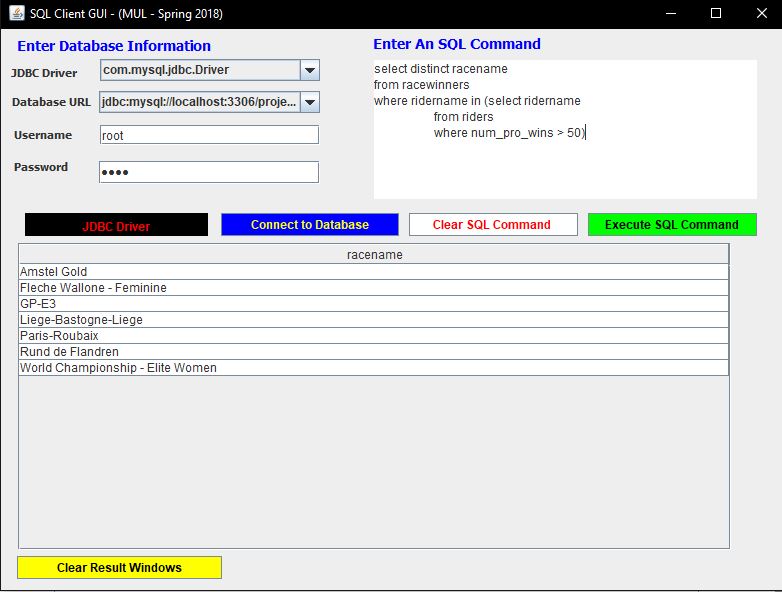 SQL Client GUI - (MUL - Spring 2018)
Enter Database Information
JDBC Driver
com.mysql.jdbc.Driver
Database URL
jdbc:mysql://localhost:3306/proje...
Username
root
Password
●●●●
Enter An SQL Command
select distinct racename
from racewinners
where ridername in (select ridername
from riders
where num_pro_wins > 50)
JDBC Driver
Connect to Database
Clear SQL Command
Execute SQL Command
racename
Amstel Gold
Fleche Wallone - Feminine
GP-E3
Liege-Bastogne-Liege
Paris-Roubaix
Rund de Flandren
World Championship - Elite Women
Clear Result Windows